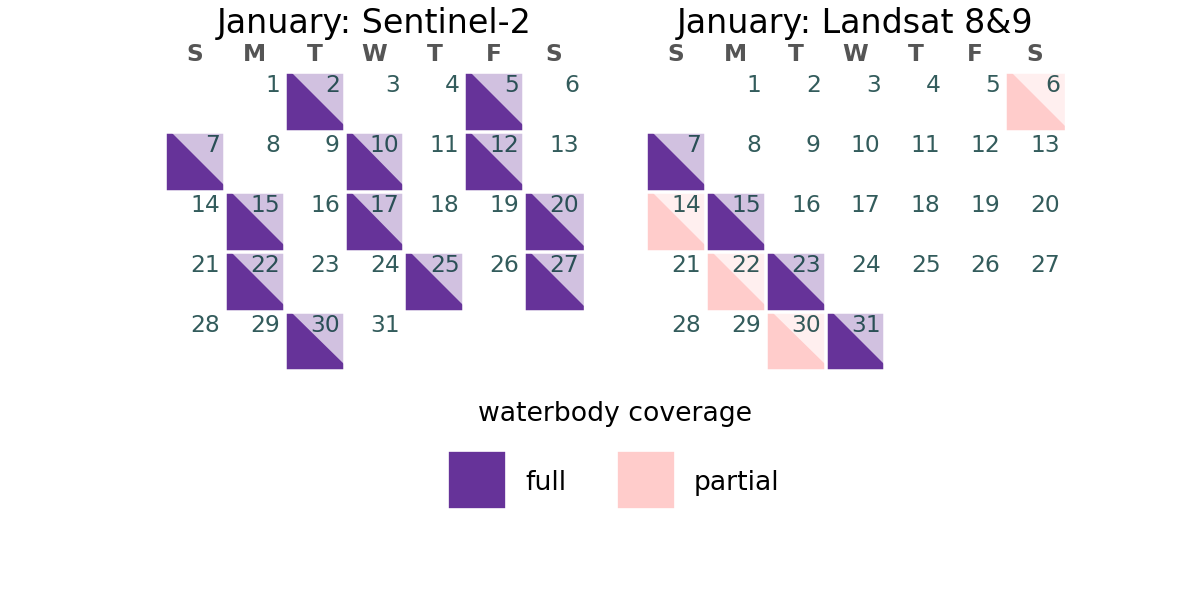 January: Sentinel-2
S M T W T F S
1 2 3 4 5 6
7 8 9 10 11 12 13
14 15 16 17 18 19 20
21 22 23 24 25 26 27
28 29 30 31
January: Landsat 8&9
S M T W T F S
1 2 3 4 5 6
7 8 9 10 11 12 13
14 15 16 17 18 19 20
21 22 23 24 25 26 27
28 29 30 31
waterbody coverage
full partial